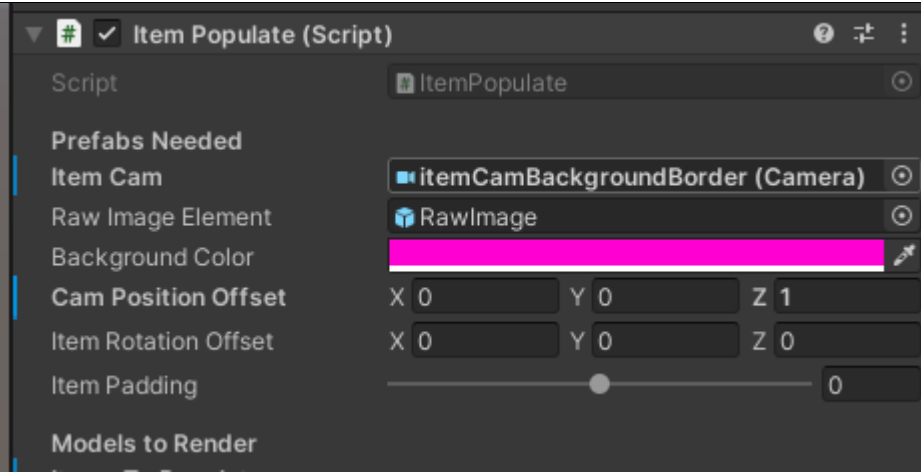 Item Populate (Script)
Script ItemPopulate
Prefabs Needed
Item Cam itemCamBackgroundBorder (Camera)
Raw Image Element RawImage
Background Color
Cam Position Offset X 0 Y 0 Z 1
Item Rotation Offset X 0 Y 0 Z 0
Item Padding 0
Models to Render